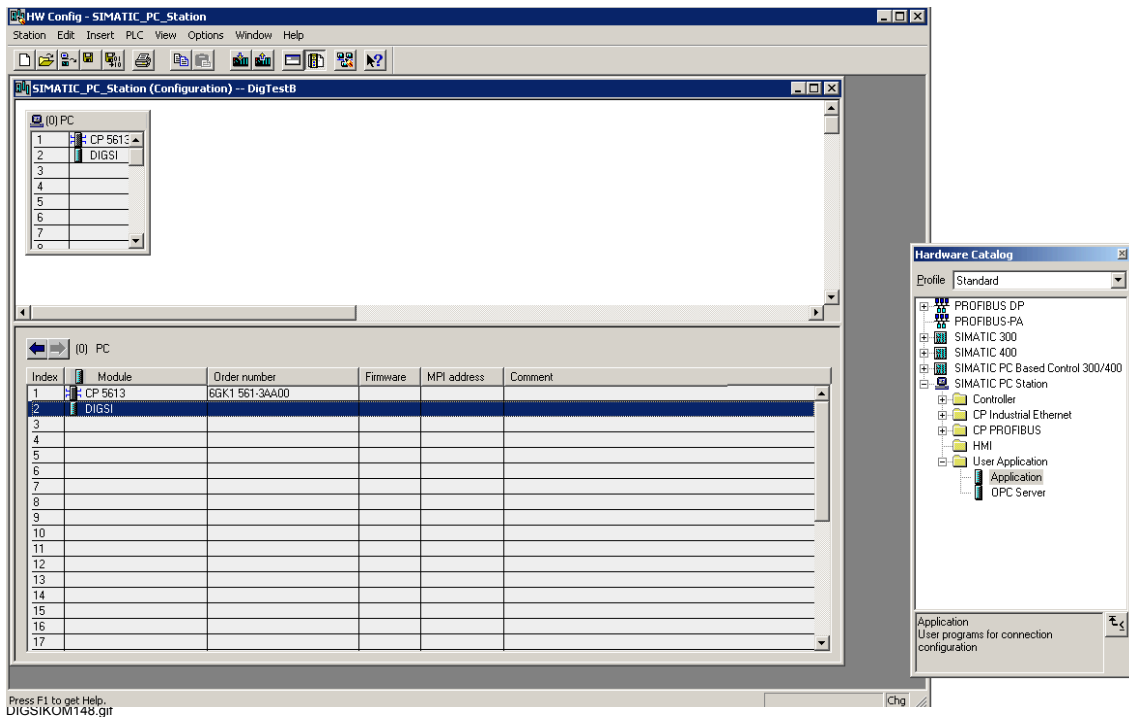 HW Config - SIMATIC_PC_Station
Station Edit Insert PLC View Options Window Help
SIMATIC_PC_Station (Configuration) -- DigTestB
(0) PC
1 CP 5613
2 DIGSI
3
4
5
6
7
(0) PC
Index Module Order number Firmware MPI address Comment
1 CP 5613 6GK1 561-3AA00
2 DIGSI
3
4
5
6
7
8
9
10
11
12
13
14
15
16
17
Press F1 to get Help.
Chg
DIGSIKOM148.gif
Hardware Catalog
Profile Standard
PROFIBUS DP
PROFIBUS-PA
SIMATIC 300
SIMATIC 400
SIMATIC PC Based Control 300/400
SIMATIC PC Station
Controller
CP Industrial Ethernet
CP PROFIBUS
HMI
User Application
Application
OPC Server
Application
User programs for connection
configuration